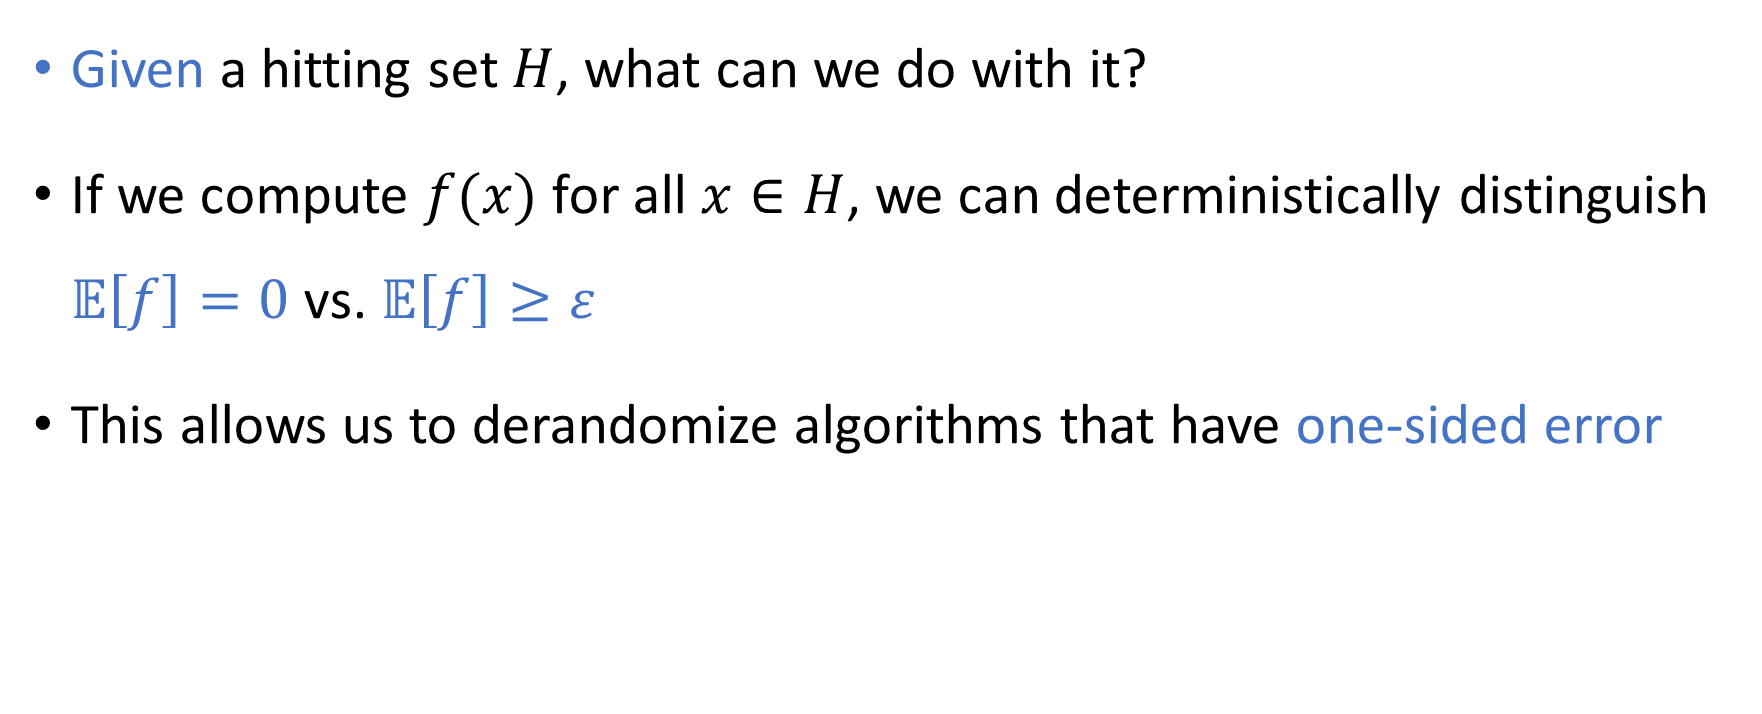 • Given a hitting set H, what can we do with it?
• If we compute f(x) for all x ∈ H, we can deterministically distinguish
𝔼[f] = 0 vs. 𝔼[f] ≥ ε
• This allows us to derandomize algorithms that have one-sided error